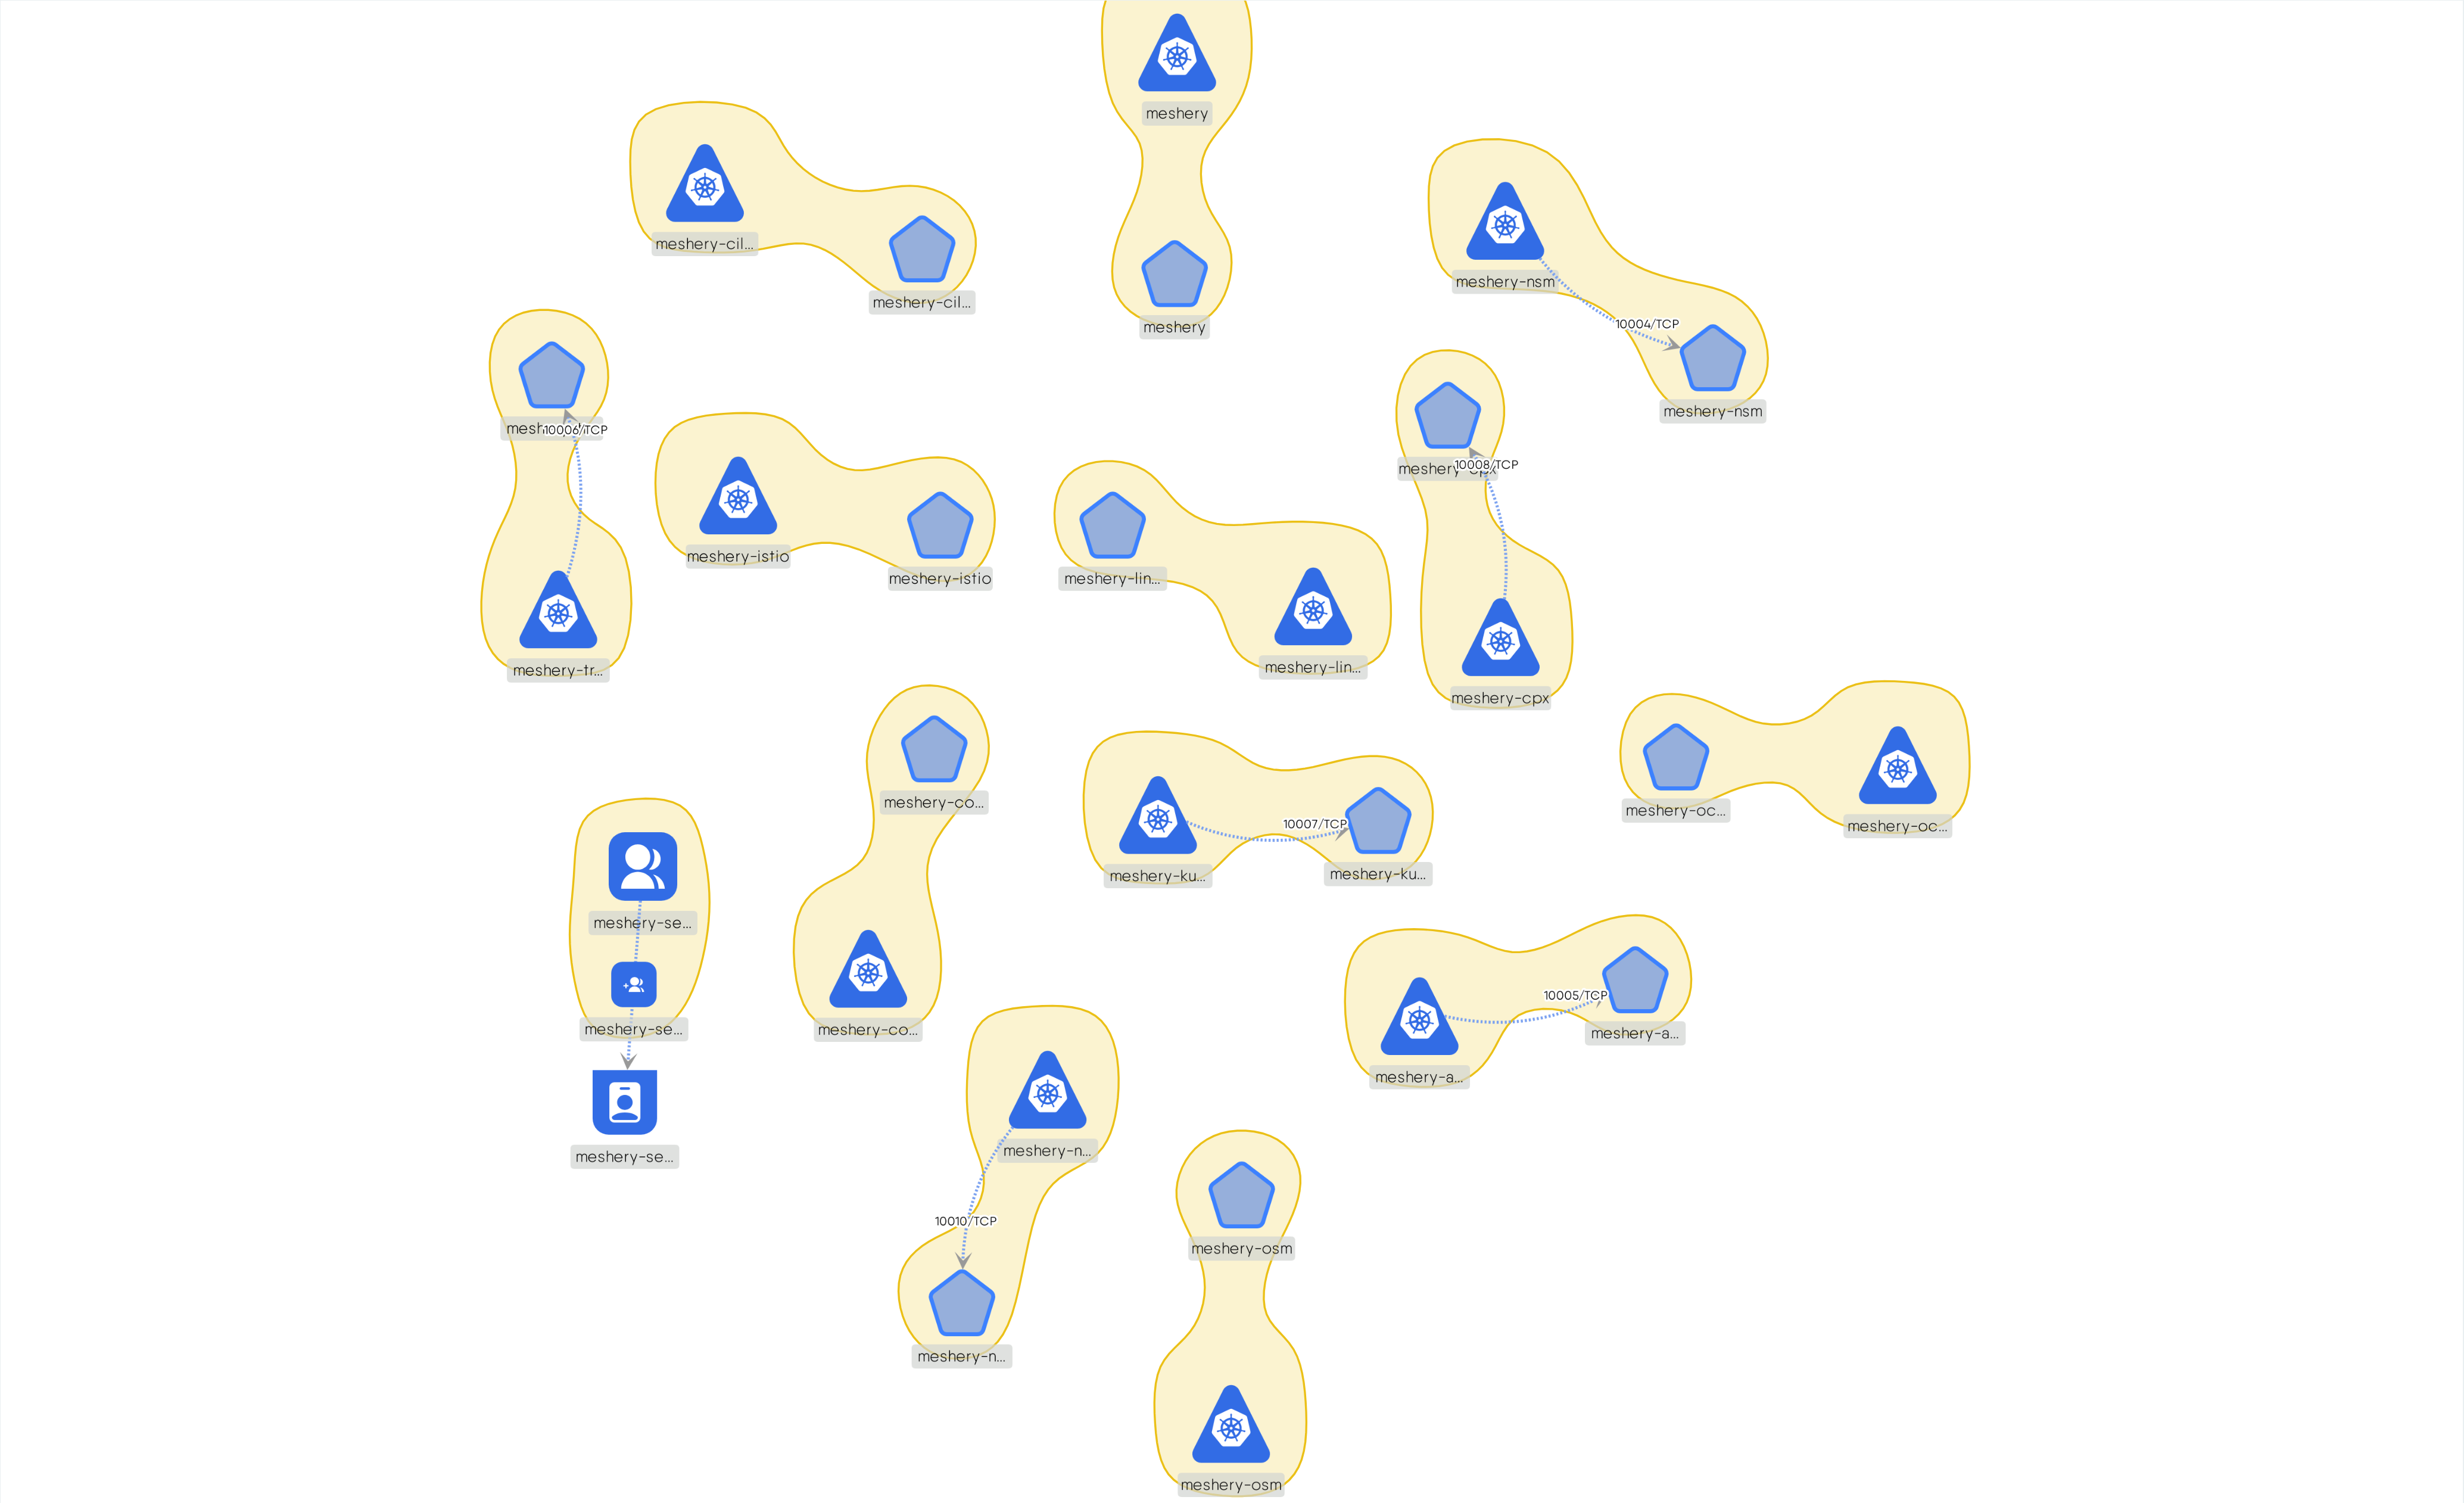 meshery
meshery-cil...
meshery-cil...
meshery
meshery-nsm
10004/TCP
meshery-nsm
10006/TCP
meshery-tr...
meshery-istio
meshery-istio
meshery-lin...
meshery-lin...
10008/TCP
meshery-cpx
meshery-cpx
meshery-oc...
meshery-oc...
meshery-co...
meshery-co...
10007/TCP
meshery-ku...
meshery-ku...
meshery-se...
meshery-se...
meshery-se...
10005/TCP
meshery-a...
meshery-a...
meshery-n...
10010/TCP
meshery-n...
meshery-osm
meshery-osm